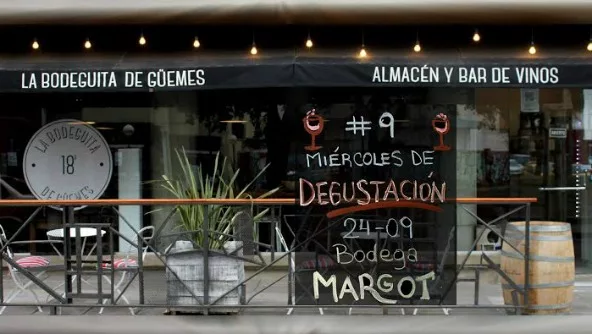 LA BODEGUITA DE GÜEMES
ALMACÉN Y BAR DE VINOS
LA BODEGUITA
18°
DE GÜEMES
#9
MIÉRCOLES DE
DEGUSTACIÓN
24-09
Bodega
MARGOT